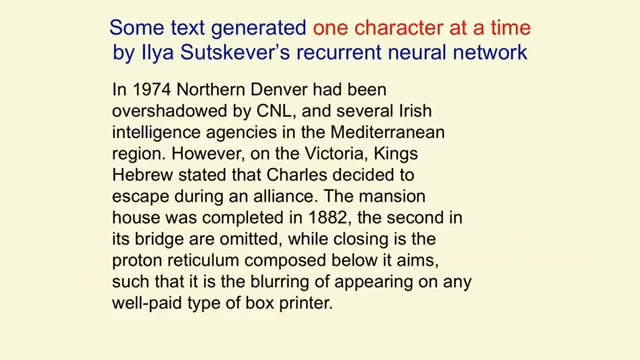 Some text generated one character at a time
by Ilya Sutskever's recurrent neural network
In 1974 Northern Denver had been
overshadowed by CNL, and several Irish
intelligence agencies in the Mediterranean
region. However, on the Victoria, Kings
Hebrew stated that Charles decided to
escape during an alliance. The mansion
house was completed in 1882, the second in
its bridge are omitted, while closing is the
proton reticulum composed below it aims,
such that it is the blurring of appearing on any
well-paid type of box printer.